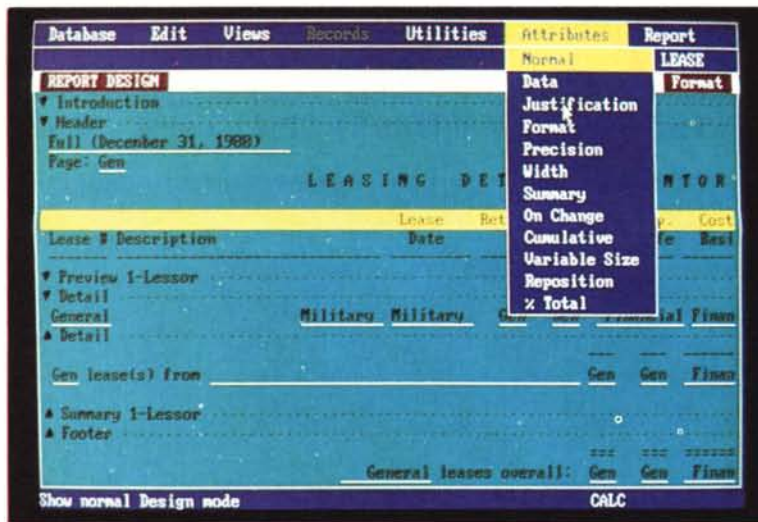 Database Edit Views Records Utilities Attributes Report
Normal LEASE
REPORT DESIGN Data Format
▼ Introduction Justification
▼ Header Format
Full (December 31, 1988) Precision
Page: Gen Width
LEASING DET NTOR
Summary
Lease Ret On Change p. Cost
Lease # Description Date Cumulative fe Basi
Variable Size
▼ Preview 1-Lessor Reposition
▼ Detail % Total
General Military Military Gen Gen Financial Finan
▲ Detail
Gen lease(s) from Gen Gen Finan
▲ Summary 1-Lessor
▲ Footer
General leases overall: Gen Gen Finan
Show normal Design mode CALC